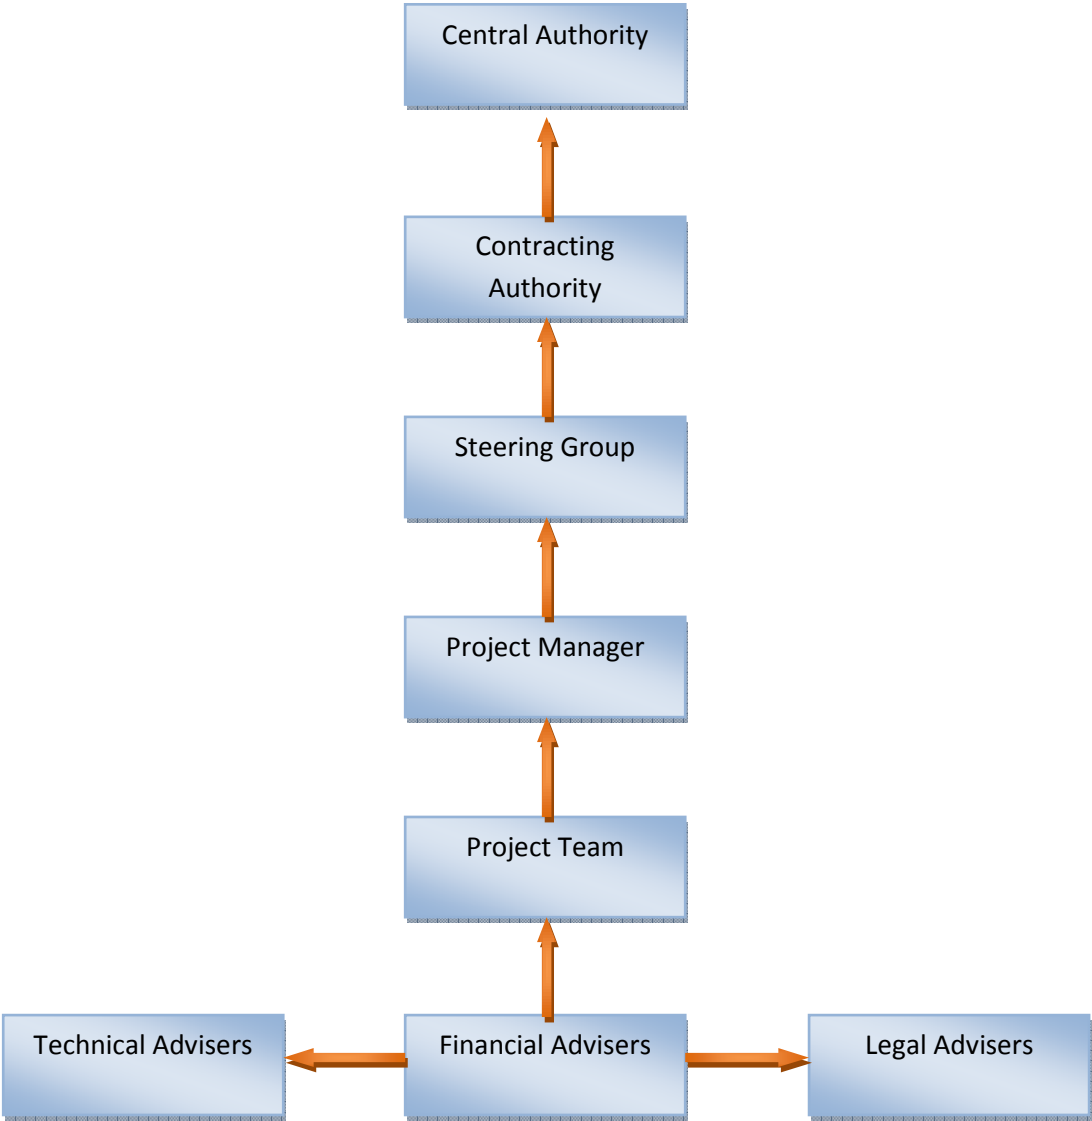 Central Authority
Contracting
Authority
Steering Group
Project Manager
Project Team
Technical Advisers
Financial Advisers
Legal Advisers